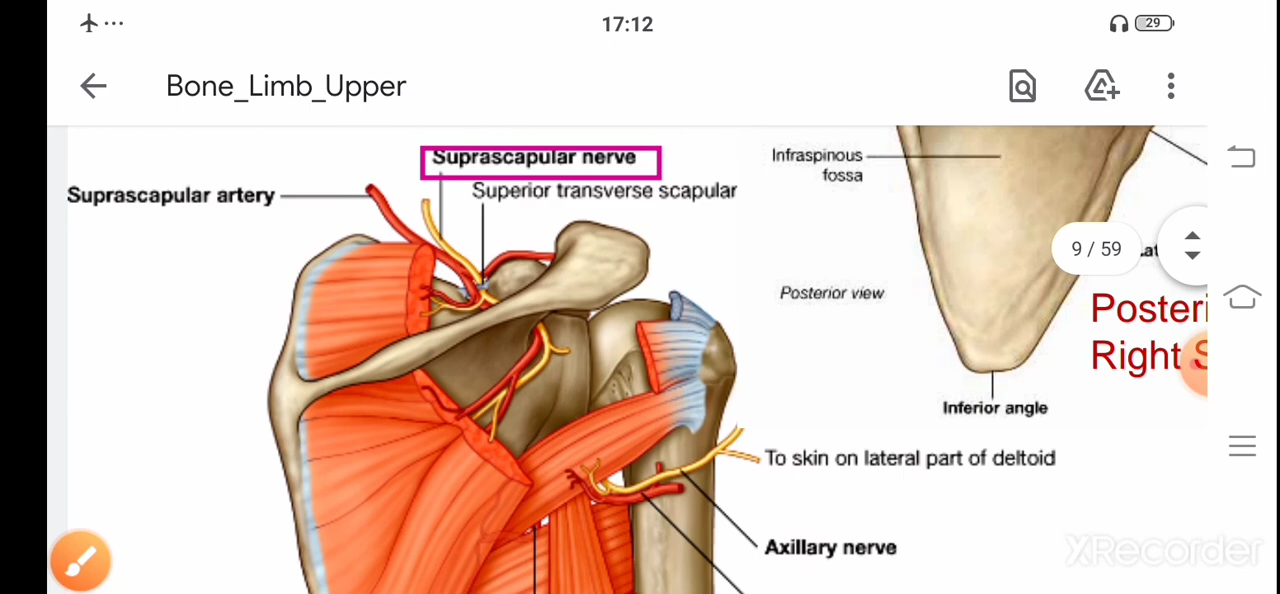 17:12
29
Bone_Limb_Upper
Suprascapular nerve
Suprascapular artery
Superior transverse scapular
Infraspinous
fossa
9 / 59
Posterior view
Right
Inferior angle
To skin on lateral part of deltoid
Axillary nerve
XRecorder